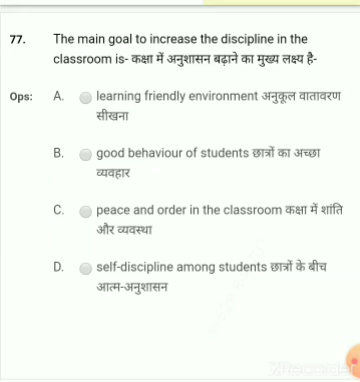 77. The main goal to increase the discipline in the
classroom is- कक्षा में अनुशासन बढ़ाने का मुख्य लक्ष्य है-
Ops: A. learning friendly environment अनुकूल वातावरण
सीखना
B. good behaviour of students छात्रों का अच्छा
व्यवहार
C. peace and order in the classroom कक्षा में शांति
और व्यवस्था
D. self-discipline among students छात्रों के बीच
आत्म-अनुशासन